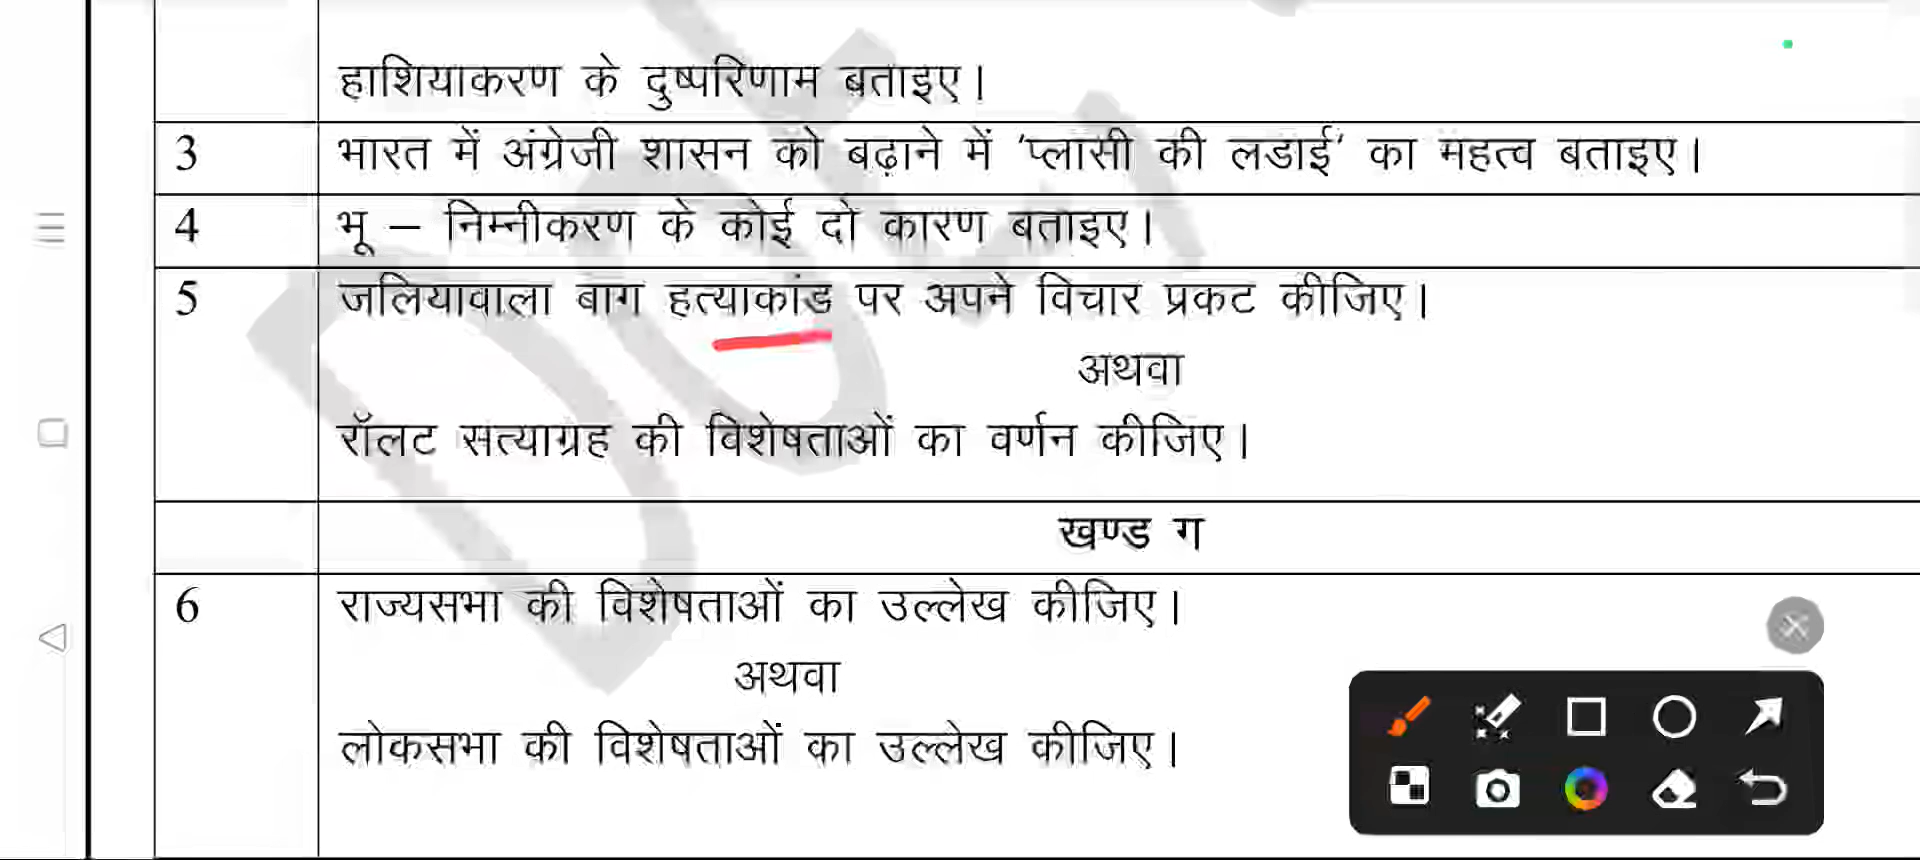 हाशियाकरण के दुष्परिणाम बताइए।
3 भारत में अंग्रेजी शासन को बढ़ाने में 'प्लासी की लडाई' का महत्व बताइए।
4 भू – निम्नीकरण के कोई दो कारण बताइए।
5 जलियावाला बाग हत्याकांड पर अपने विचार प्रकट कीजिए।
अथवा
रॉलट सत्याग्रह की विशेषताओं का वर्णन कीजिए।
खण्ड ग
6 राज्यसभा की विशेषताओं का उल्लेख कीजिए।
अथवा
लोकसभा की विशेषताओं का उल्लेख कीजिए।